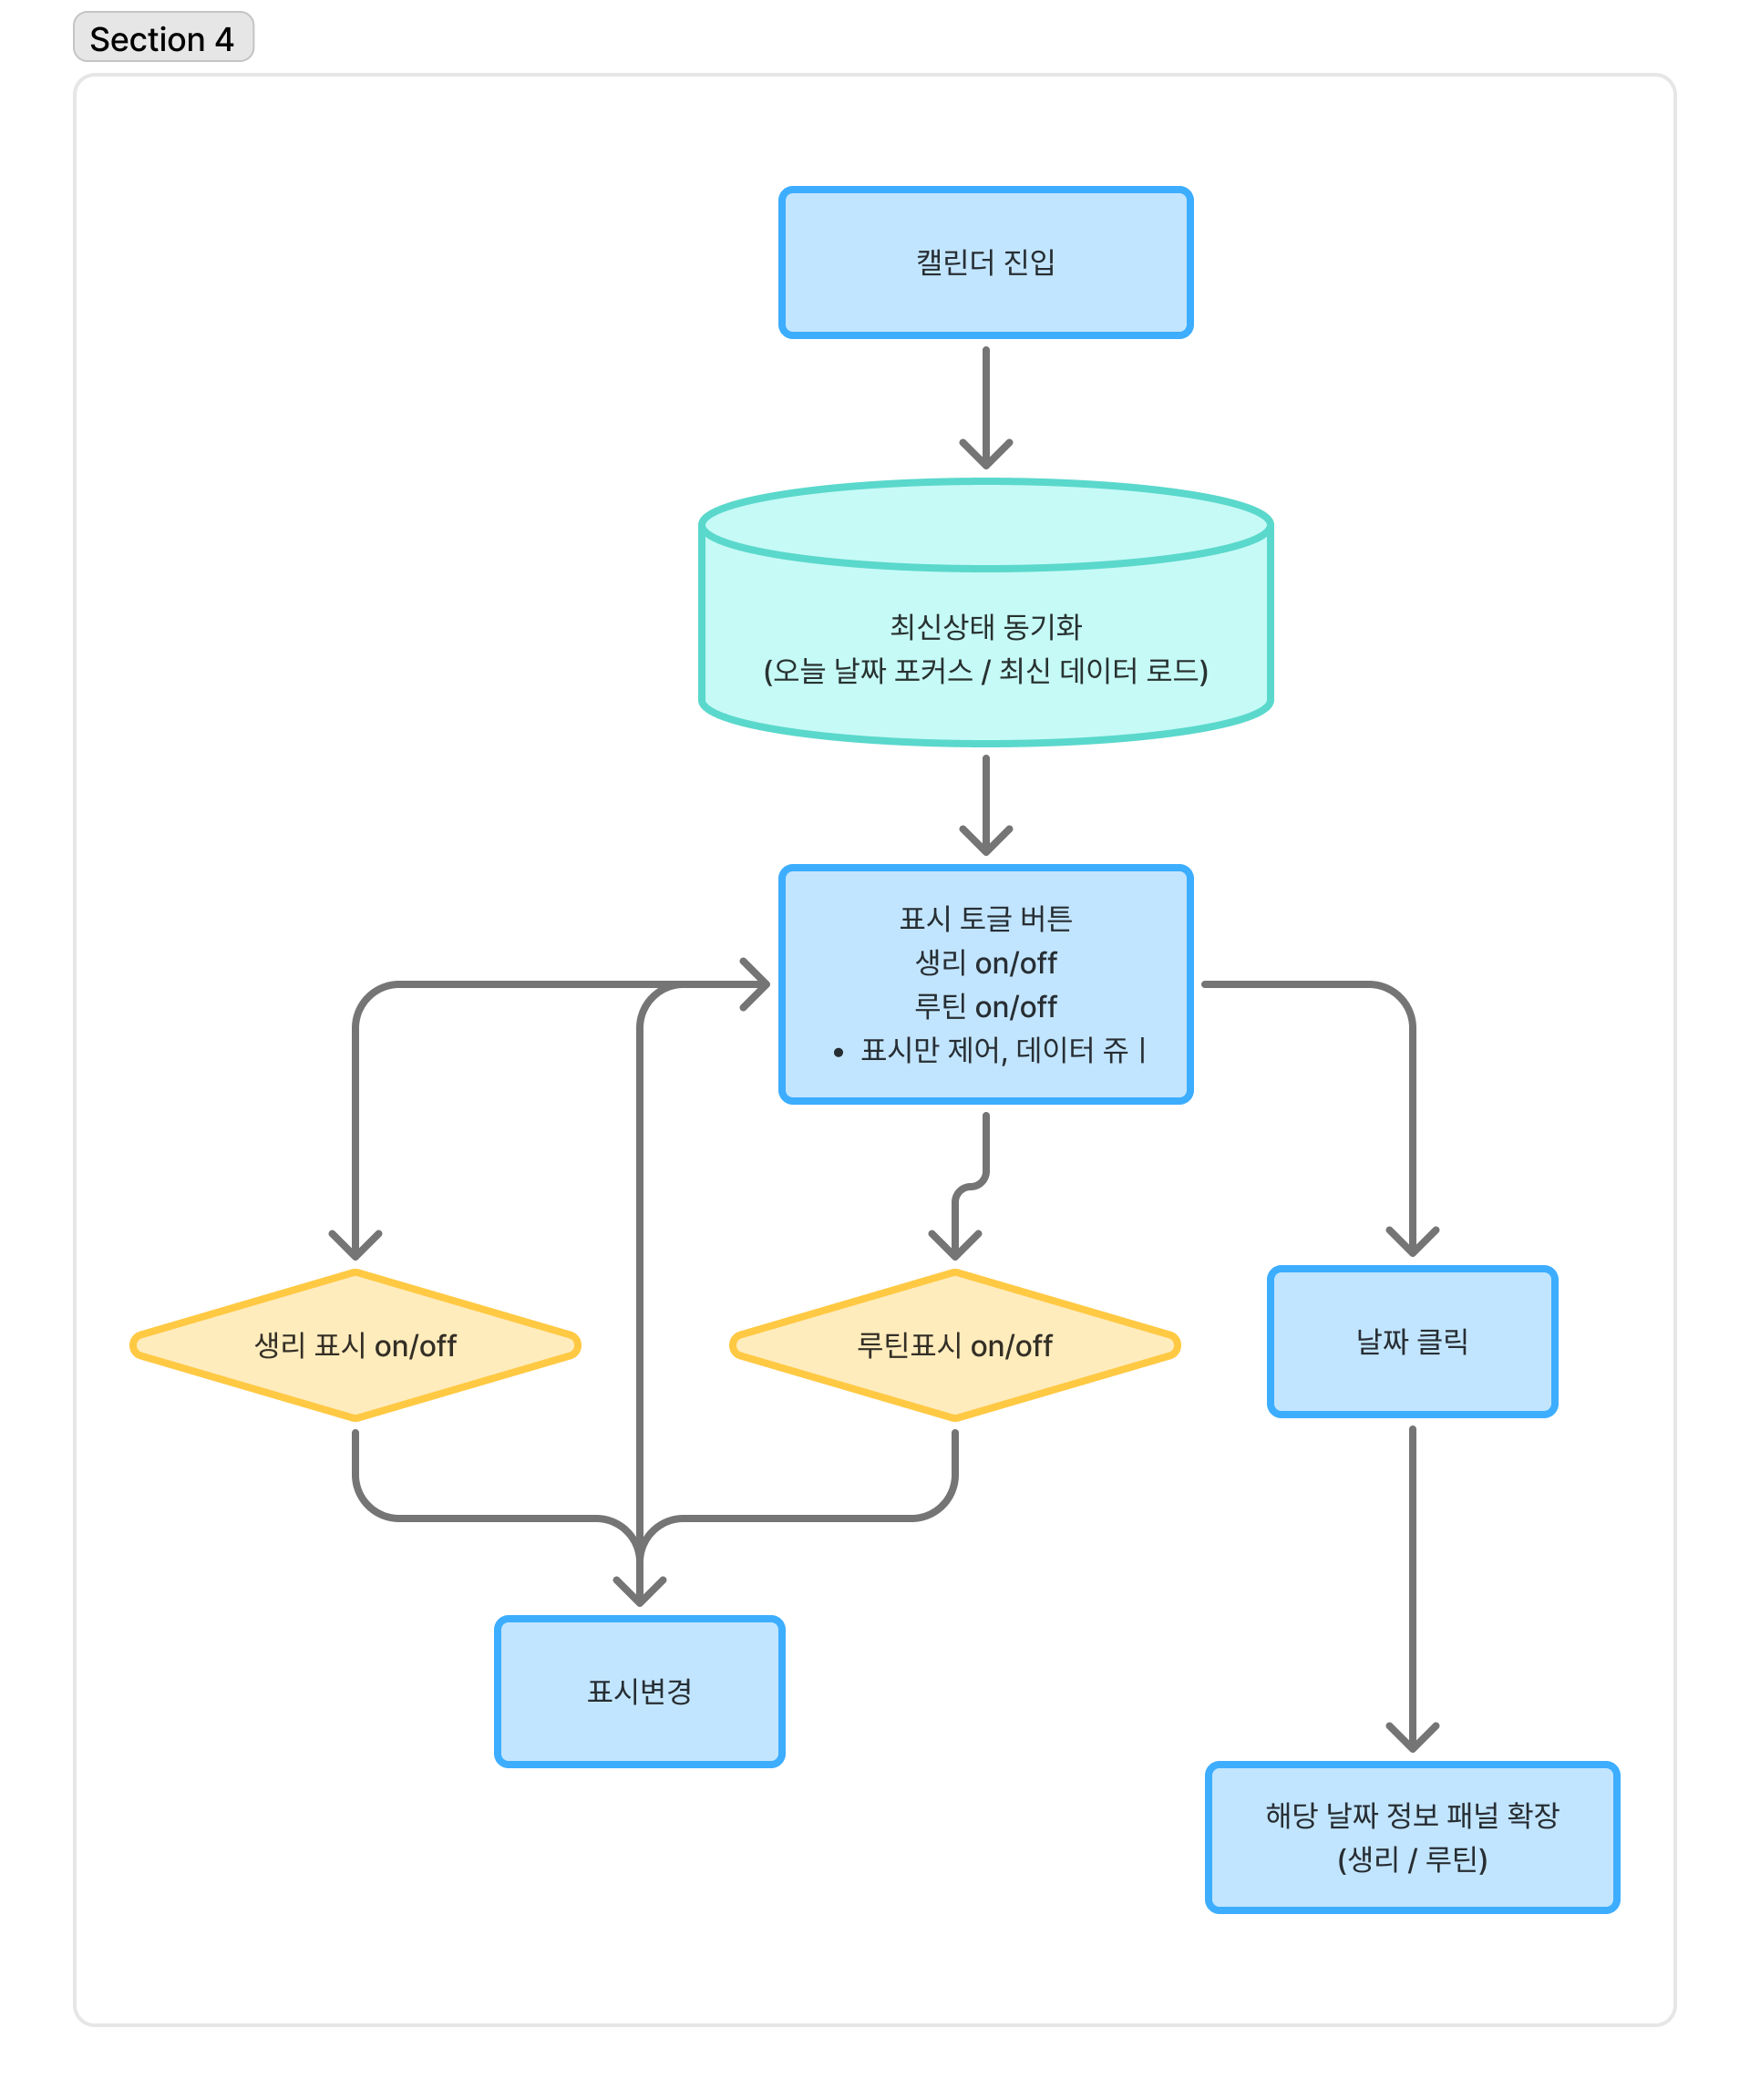 Section 4
캘린더 진입
최신상태 동기화
(오늘 날짜 포커스 / 최신 데이터 로드)
표시 토글 버튼
생리 on/off
루틴 on/off
• 표시만 제어, 데이터 쥬ㅣ
생리 표시 on/off
루틴표시 on/off
날짜 클릭
표시변경
해당 날짜 정보 패널 확장
(생리 / 루틴)